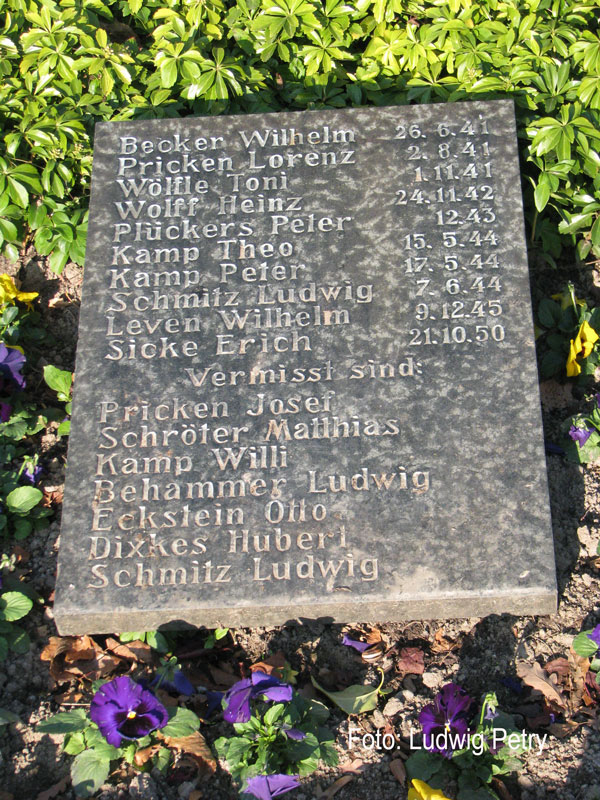 Becker Wilhelm 26. 6. 41
Pricken Lorenz 2. 8. 41
Wölfle Toni 1. 11. 41
Wolff Heinz 24. 11. 42
Plückers Peter 12. 43
Kamp Theo 15. 5. 44
Kamp Peter 17. 5. 44
Schmitz Ludwig 7. 6. 44
Leven Wilhelm 9. 12. 45
Sicke Erich 21. 10. 50
Vermisst sind:
Pricken Josef
Schröter Matthias
Kamp Willi
Behammer Ludwig
Eckstein Otto
Dixkes Hubert
Schmitz Ludwig
Foto: Ludwig Petry